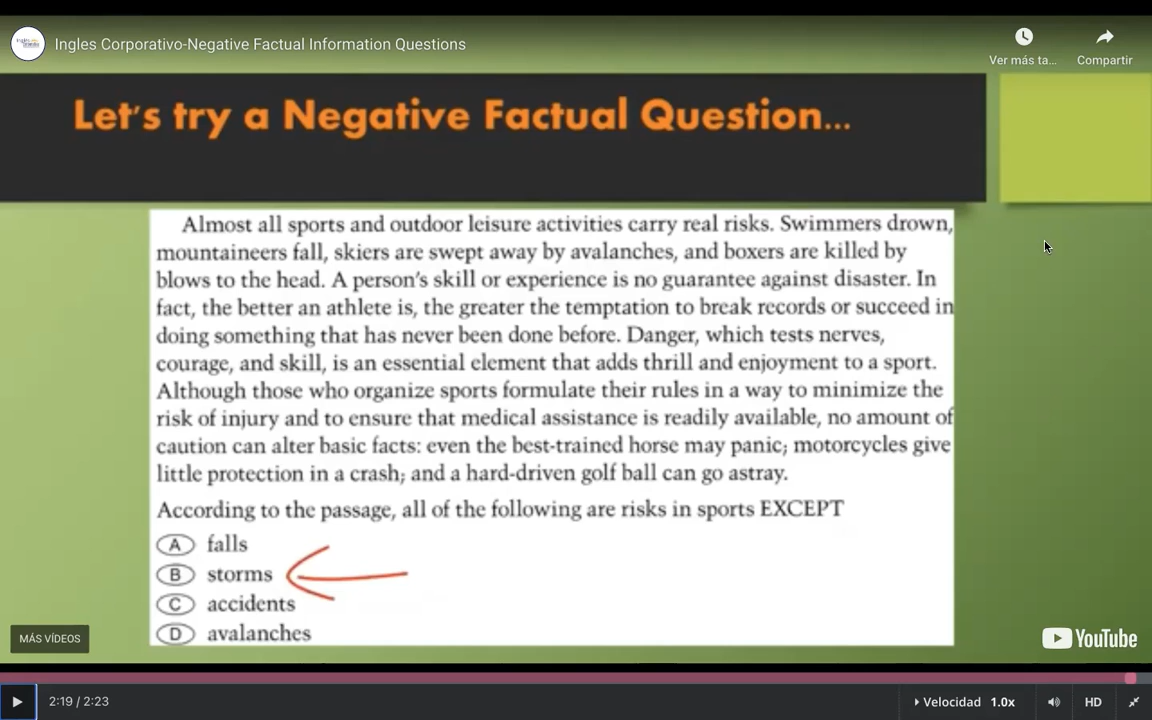 Ingles Corporativo-Negative Factual Information Questions
Ver más ta...
Compartir
Let's try a Negative Factual Question...
Almost all sports and outdoor leisure activities carry real risks. Swimmers drown,
mountaineers fall, skiers are swept away by avalanches, and boxers are killed by
blows to the head. A person's skill or experience is no guarantee against disaster. In
fact, the better an athlete is, the greater the temptation to break records or succeed in
doing something that has never been done before. Danger, which tests nerves,
courage, and skill, is an essential element that adds thrill and enjoyment to a sport.
Although those who organize sports formulate their rules in a way to minimize the
risk of injury and to ensure that medical assistance is readily available, no amount of
caution can alter basic facts: even the best-trained horse may panic; motorcycles give
little protection in a crash; and a hard-driven golf ball can go astray.
According to the passage, all of the following are risks in sports EXCEPT
A falls
B storms
C accidents
D avalanches
MÁS VÍDEOS
YouTube
2:19 / 2:23
Velocidad 1.0x
HD